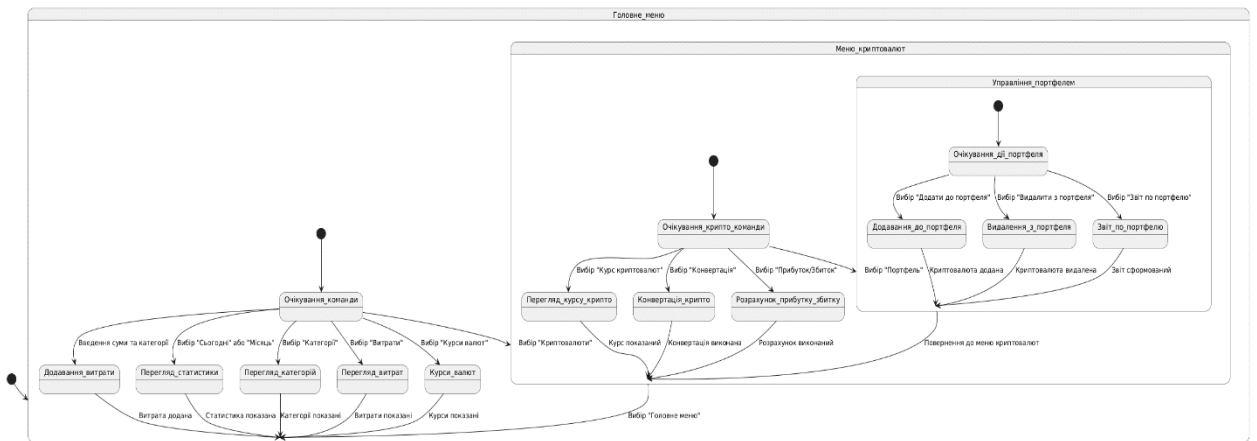 Головне_меню
Меню_криптовалют
Управління_портфелем
Очікування_дії_портфеля
Вибір "Додати до портфеля"
Вибір "Видалити з портфеля"
Вибір "Звіт по портфелю"
Додавання_до_портфеля
Видалення_з_портфеля
Звіт_по_портфелю
Криптовалюта додана
Криптовалюта видалена
Звіт сформований
Очікування_крипто_команди
Вибір "Курс криптовалют"
Вибір "Конвертація"
Вибір "Прибуток/Збиток"
Вибір "Портфель"
Перегляд_курсу_крипто
Конвертація_крипто
Розрахунок_прибутку_збитку
Курс показаний
Конвертація виконана
Розрахунок виконаний
Повернення до меню криптовалют
Очікування_команди
Введення суми та категорії
Вибір "Сьогодні" або "Місяць"
Вибір "Категорії"
Вибір "Витрати"
Вибір "Курси валют"
Вибір "Криптовалюти"
Додавання_витрати
Перегляд_статистики
Перегляд_категорій
Перегляд_витрат
Курси_валют
Витрата додана
Статистика показана
Категорії показані
Витрати показані
Курси показані
Вибір "Головне меню"